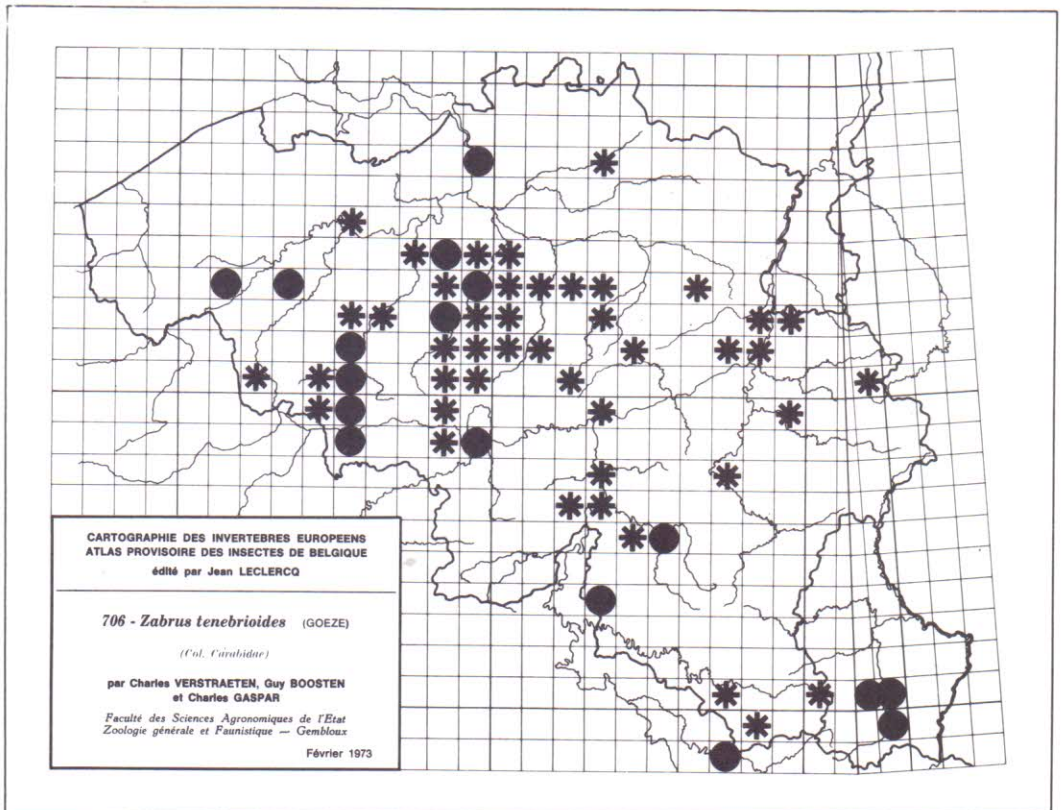 CARTOGRAPHIE DES INVERTEBRES EUROPEENS
ATLAS PROVISOIRE DES INSECTES DE BELGIQUE
édité par Jean LECLERCQ
706 - Zabrus tenebrioides (GOEZE)
(Col. Carabidae)
par Charles VERSTRAETEN, Guy BOOSTEN
et Charles GASPAR
Faculté des Sciences Agronomiques de l'Etat
Zoologie générale et Faunistique — Gembloux
Février 1973